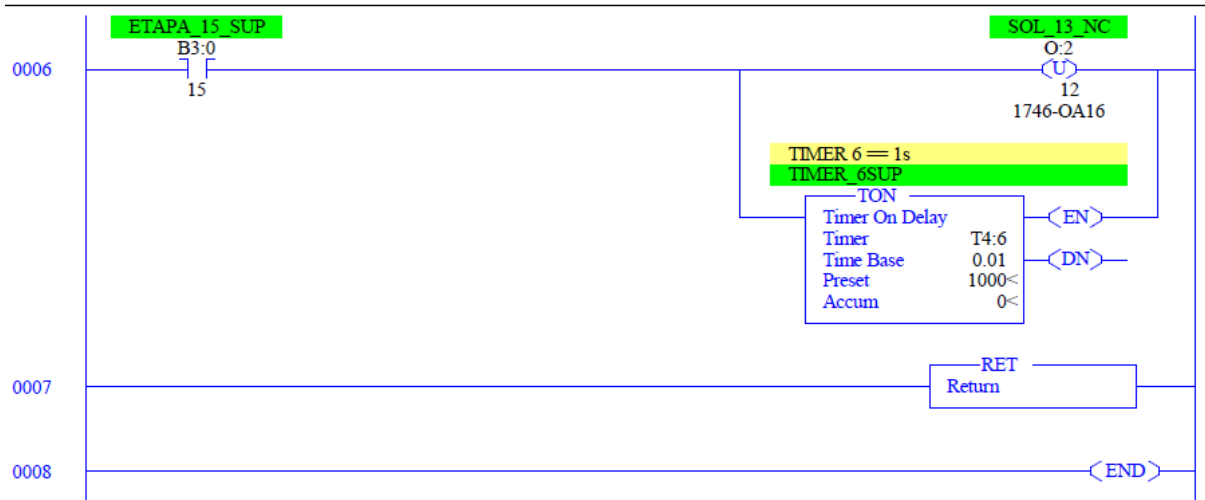 ETAPA_15_SUP
SOL_13_NC
B3:0
O:2
0006
U
15
12
1746-OA16
TIMER 6 == 1s
TIMER_6SUP
TON
Timer On Delay
EN
Timer T4:6
Time Base 0.01
DN
Preset 1000<
Accum 0<
RET
0007
Return
0008
END